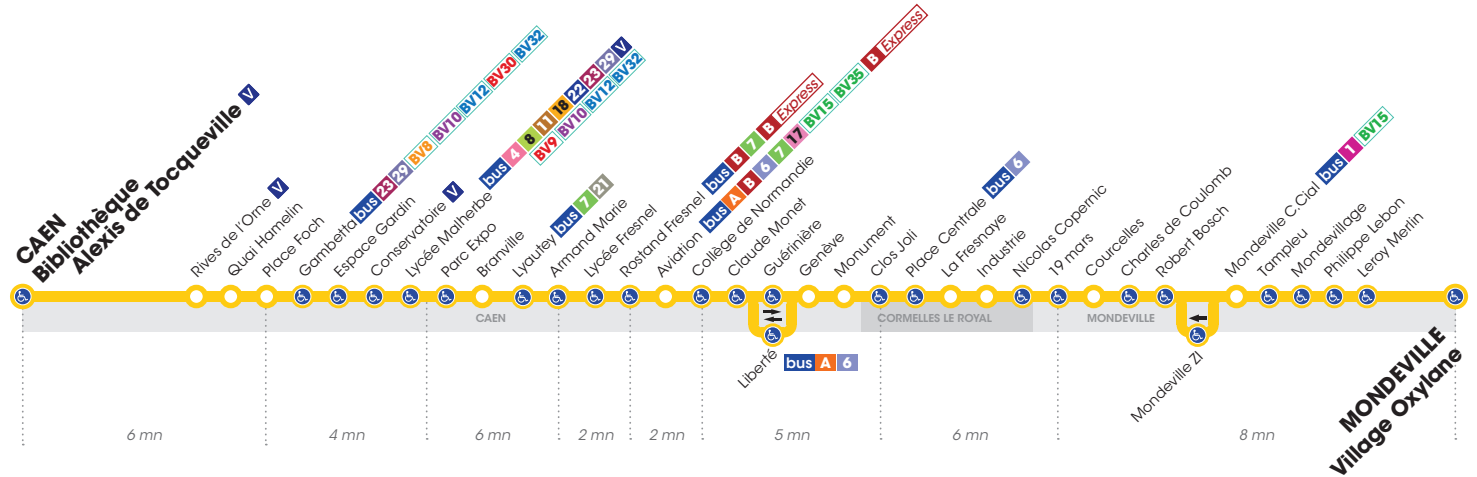 CAEN
Bibliothèque
Alexis de Tocqueville V
Rives de l'Orne V
Quai Hamelin
Place Foch
Gambetta bus 23 29 BV8 BV10 BV12 BV30 BV32
Espace Gardin
Conservatoire V
Lycée Malherbe bus 4 8 11 18 22 23 29 V
BV9 BV10 BV12 BV32
Parc Expo
Branville
Lyautey bus 7 21
Armand Marie
Lycée Fresnel
Rostand Fresnel bus B 7 B Express
Aviation bus A B 6 7 17 BV15 BV35 B Express
Collège de Normandie
Claude Monet
Guérinière
Genève
Monument
Clos Joli
Place Centrale bus 6
La Fresnaye
Industrie
Nicolas Copernic
19 mars
Courcelles
Charles de Coulomb
Robert Bosch
Mondeville C.Cial bus 1 BV15
Tampleu
Mondevillage
Philippe Lebon
Leroy Merlin
CAEN
CORMELLES LE ROYAL
MONDEVILLE
Liberté
bus A 6
Mondeville ZI
MONDEVILLE
Village Oxylane
6 mn
4 mn
6 mn
2 mn
2 mn
5 mn
6 mn
8 mn